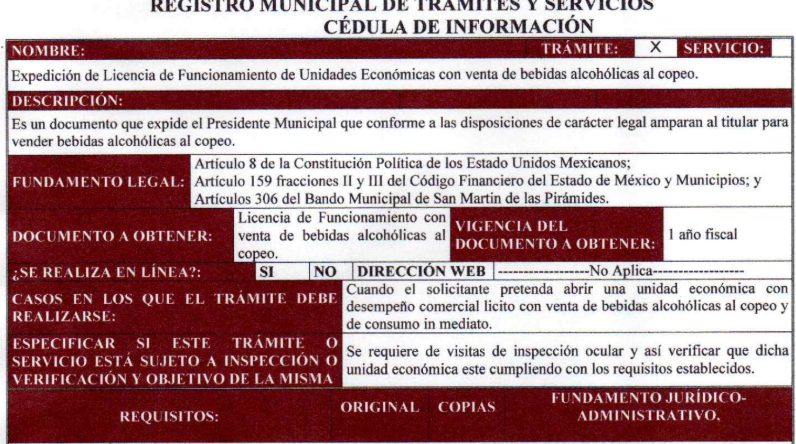 REGISTRO MUNICIPAL DE TRÁMITES Y SERVICIOS
CÉDULA DE INFORMACIÓN
NOMBRE: TRÁMITE: X SERVICIO:
Expedición de Licencia de Funcionamiento de Unidades Económicas con venta de bebidas alcohólicas al copeo.
DESCRIPCIÓN:
Es un documento que expide el Presidente Municipal que conforme a las disposiciones de carácter legal amparan al titular para
vender bebidas alcohólicas al copeo.
FUNDAMENTO LEGAL:
Artículo 8 de la Constitución Política de los Estado Unidos Mexicanos;
Artículo 159 fracciones II y III del Código Financiero del Estado de México y Municipios; y
Artículos 306 del Bando Municipal de San Martin de las Pirámides.
DOCUMENTO A OBTENER:
Licencia de Funcionamiento con
venta de bebidas alcohólicas al
copeo.
VIGENCIA DEL
DOCUMENTO A OBTENER:
1 año fiscal
¿SE REALIZA EN LÍNEA?: SI NO DIRECCIÓN WEB ------------------No Aplica------------------
CASOS EN LOS QUE EL TRÁMITE DEBE
REALIZARSE:
Cuando el solicitante pretenda abrir una unidad económica con
desempeño comercial licito con venta de bebidas alcohólicas al copeo y
de consumo in mediato.
ESPECIFICAR SI ESTE TRÁMITE O
SERVICIO ESTÁ SUJETO A INSPECCIÓN O
VERIFICACIÓN Y OBJETIVO DE LA MISMA
Se requiere de visitas de inspección ocular y así verificar que dicha
unidad económica este cumpliendo con los requisitos establecidos.
REQUISITOS:
ORIGINAL COPIAS
FUNDAMENTO JURÍDICO-
ADMINISTRATIVO.